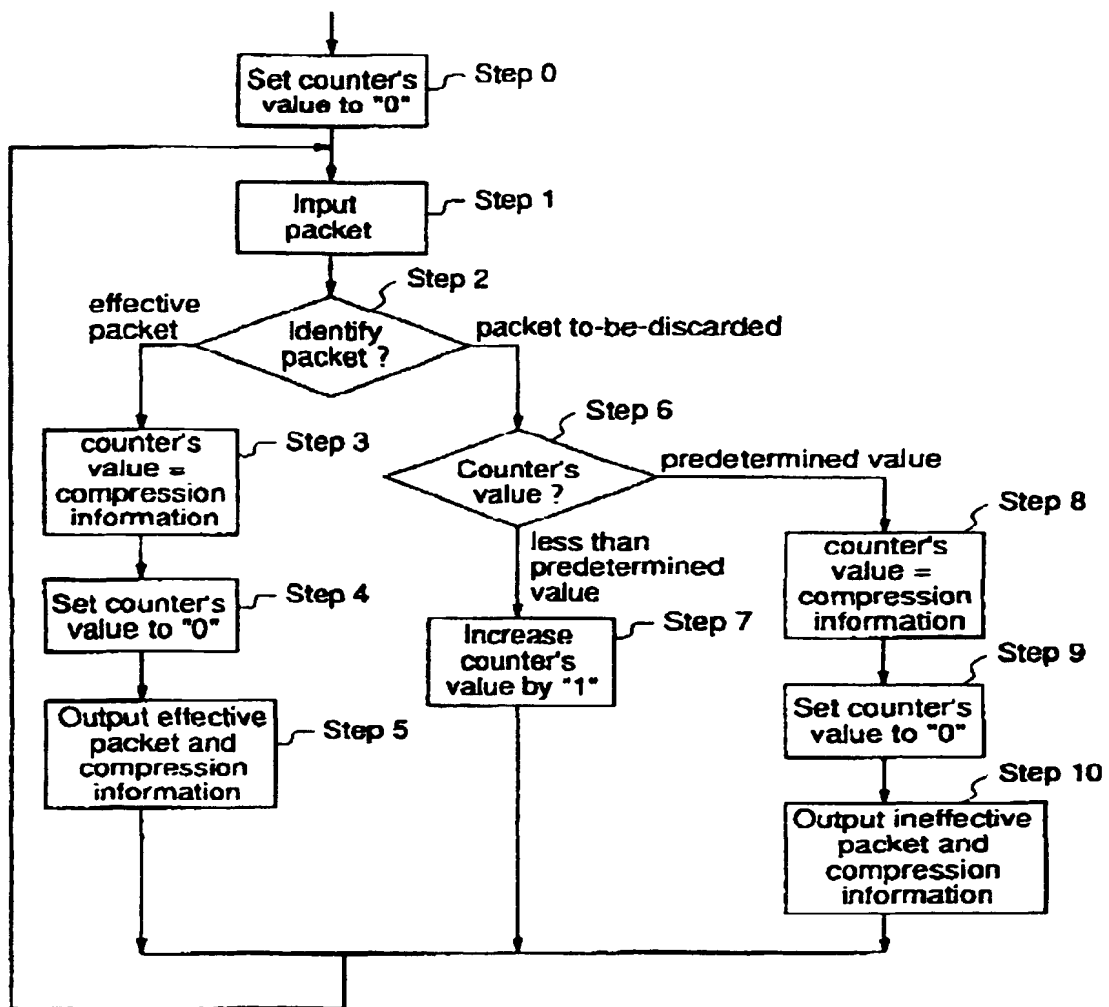 Set counter's
value to "0"
Step 0
Input
packet
Step 1
Step 2
effective
packet
Identify
packet ?
packet to-be-discarded
Step 6
counter's
value =
compression
information
Step 3
Counter's
value ?
predetermined value
Step 8
less than
predetermined
value
counter's
value =
compression
information
Set counter's
value to "0"
Step 4
Increase
counter's
value by "1"
Step 7
Step 9
Set counter's
value to "0"
Output effective
packet and
compression
information
Step 5
Step 10
Output ineffective
packet and
compression
information